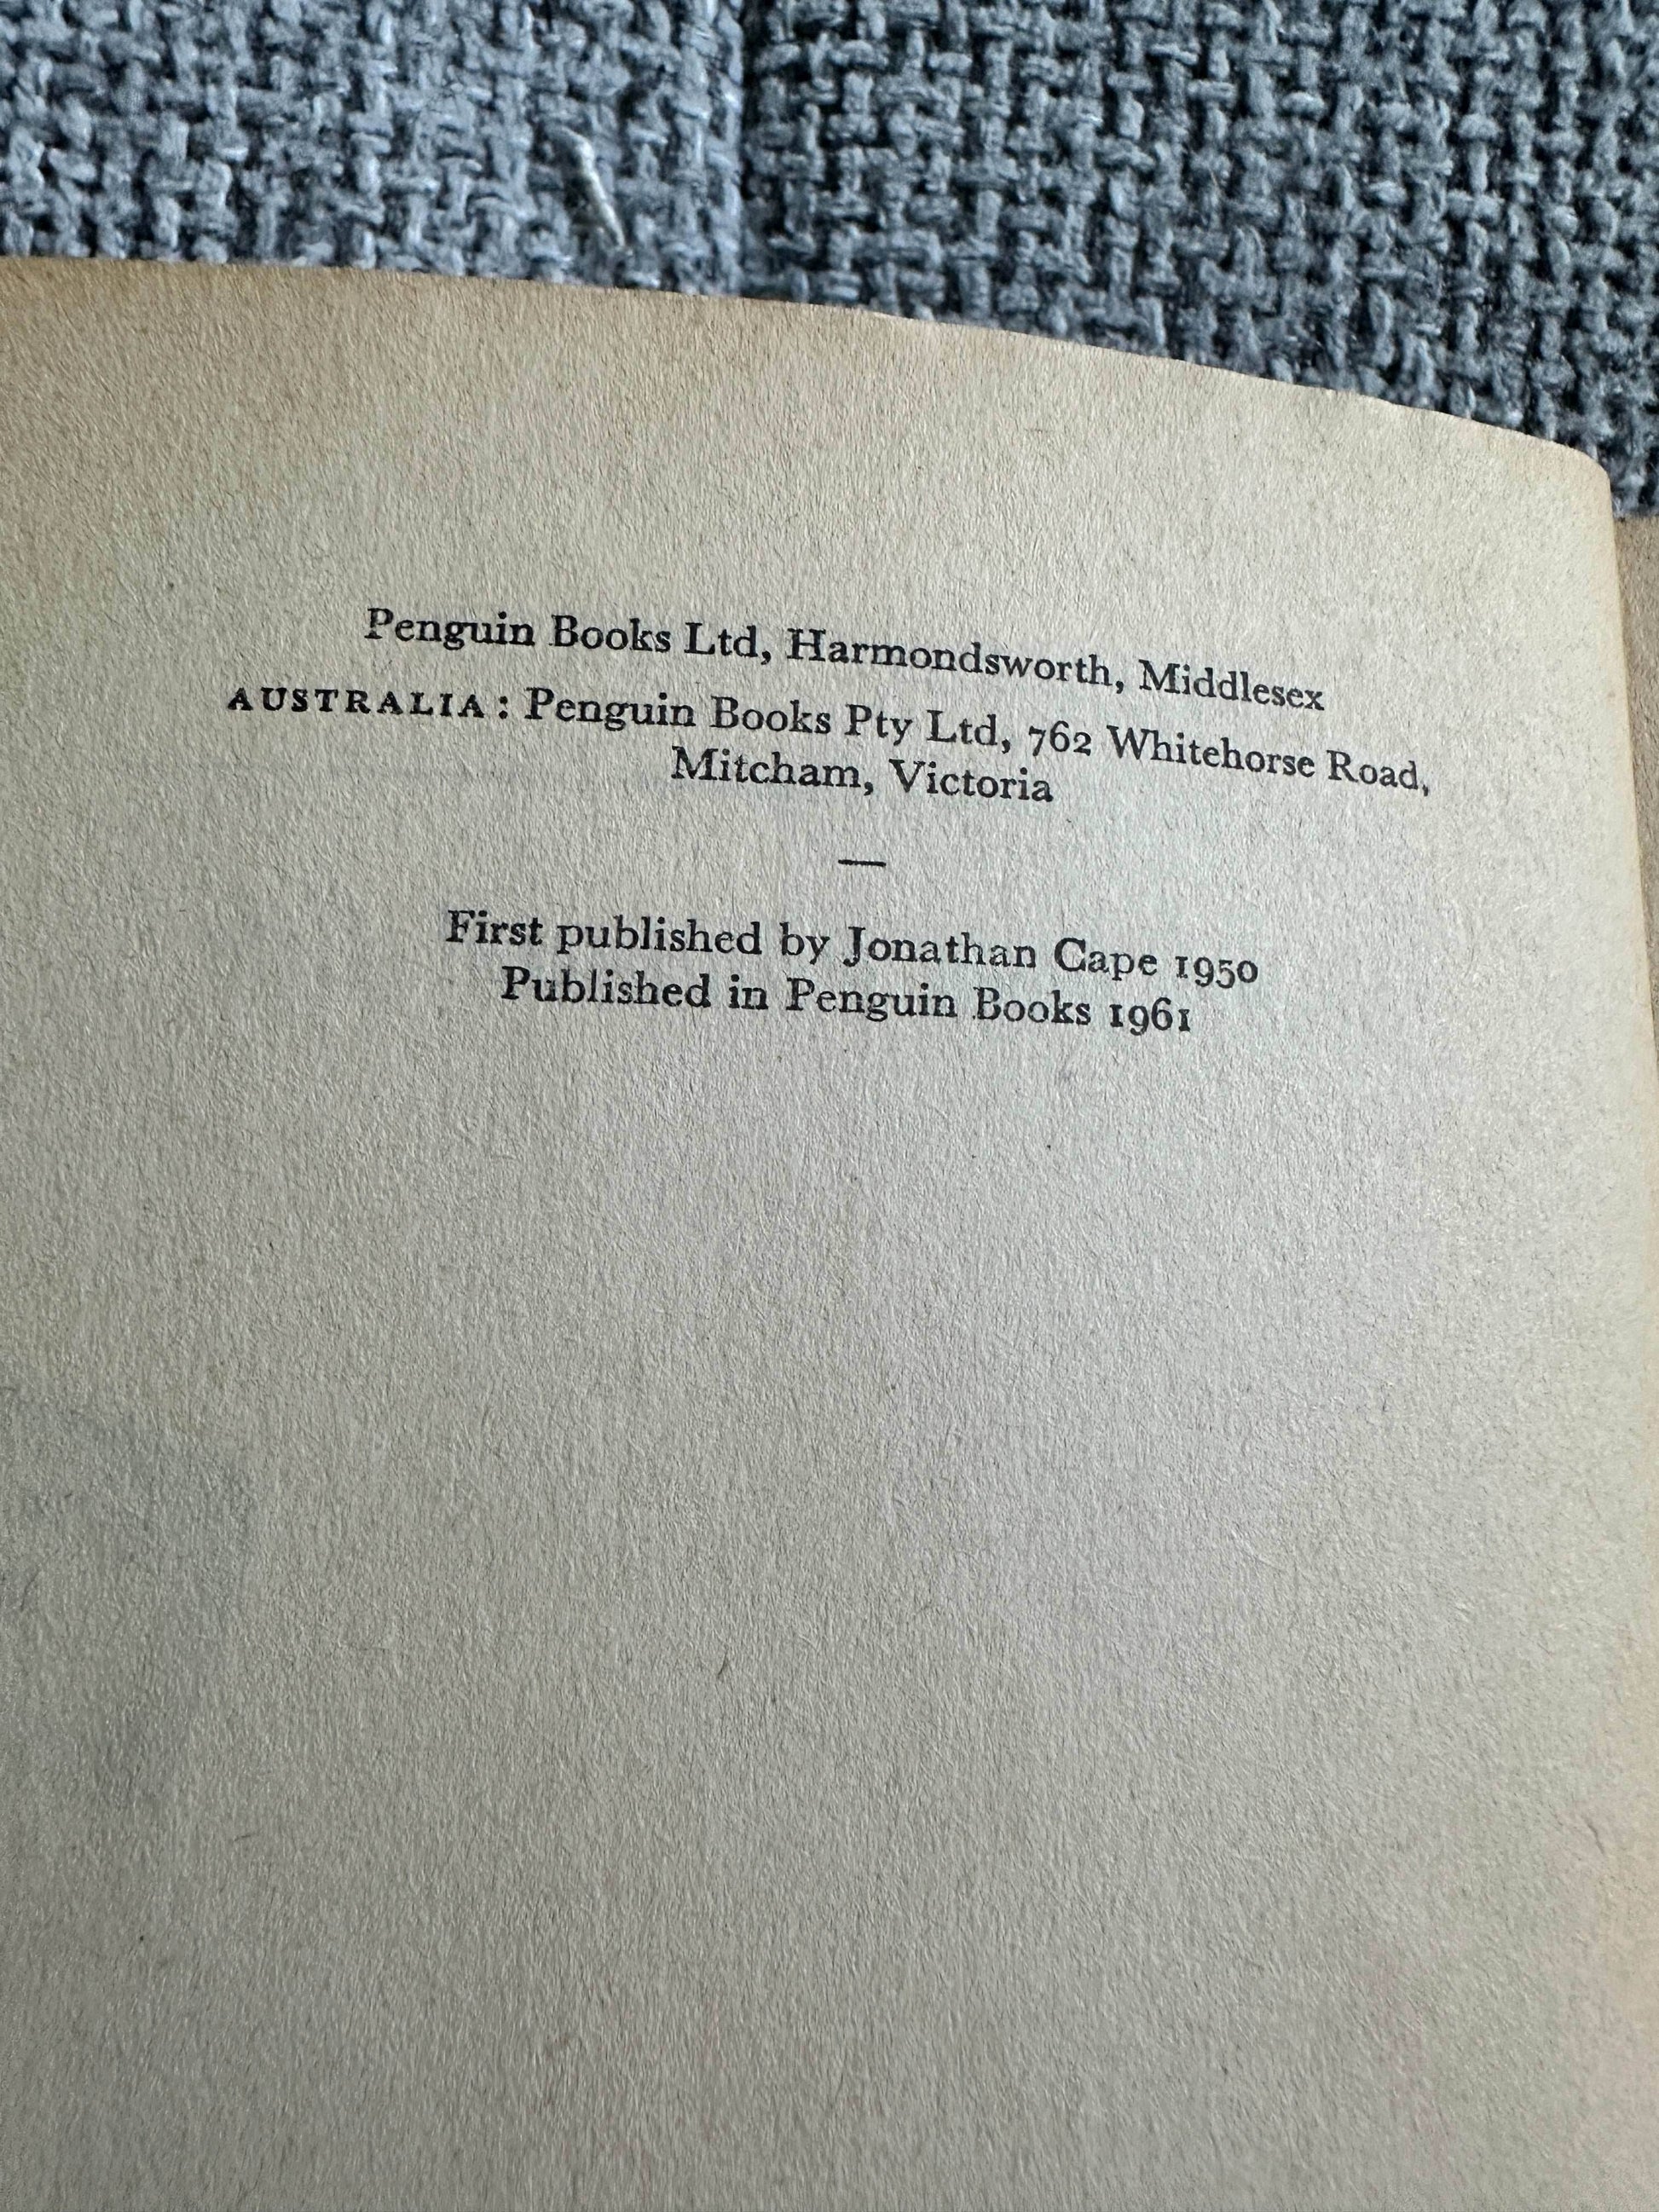 Penguin Books Ltd, Harmondsworth, Middlesex
AUSTRALIA: Penguin Books Pty Ltd, 762 Whitehorse Road,
Mitcham, Victoria
—
First published by Jonathan Cape 1950
Published in Penguin Books 1961